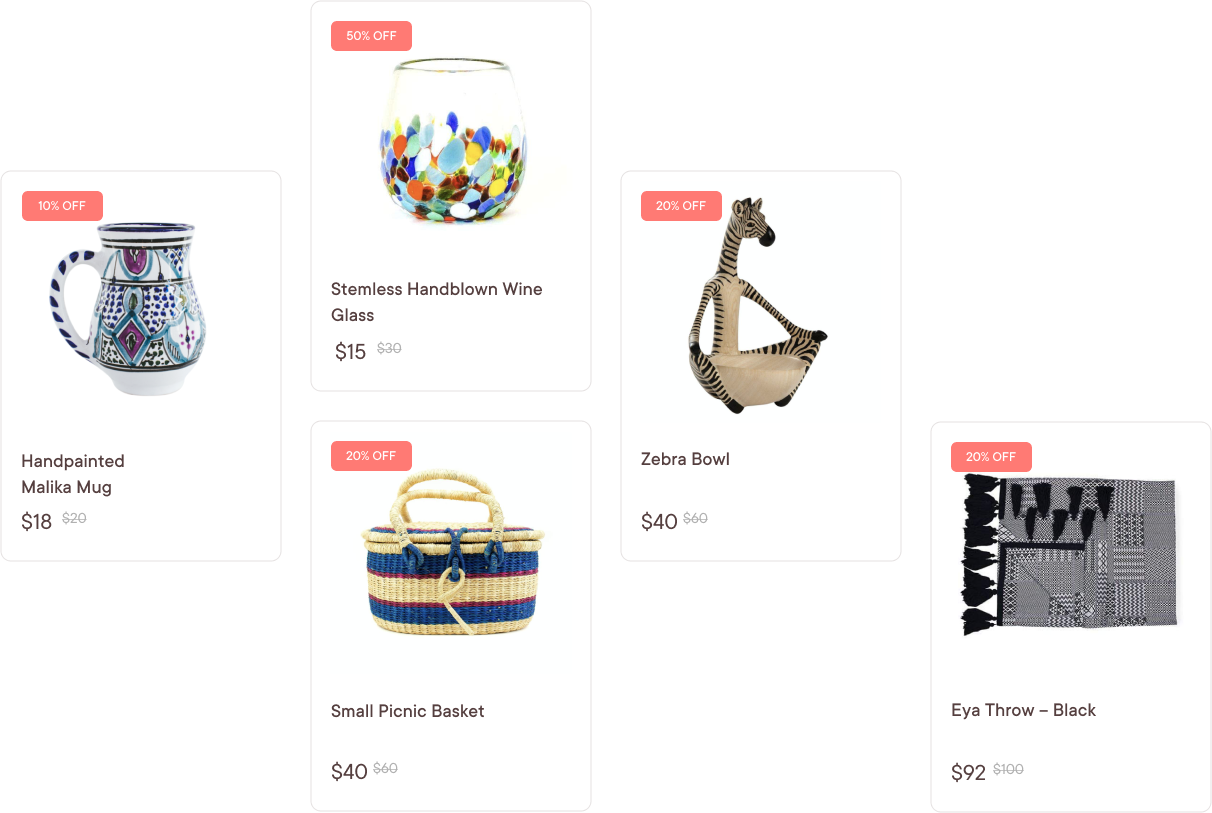 10% OFF
Handpainted
Malika Mug
$18 $20
50% OFF
Stemless Handblown Wine
Glass
$15 $30
20% OFF
Small Picnic Basket
$40 $60
20% OFF
Zebra Bowl
$40 $60
20% OFF
Eya Throw – Black
$92 $100